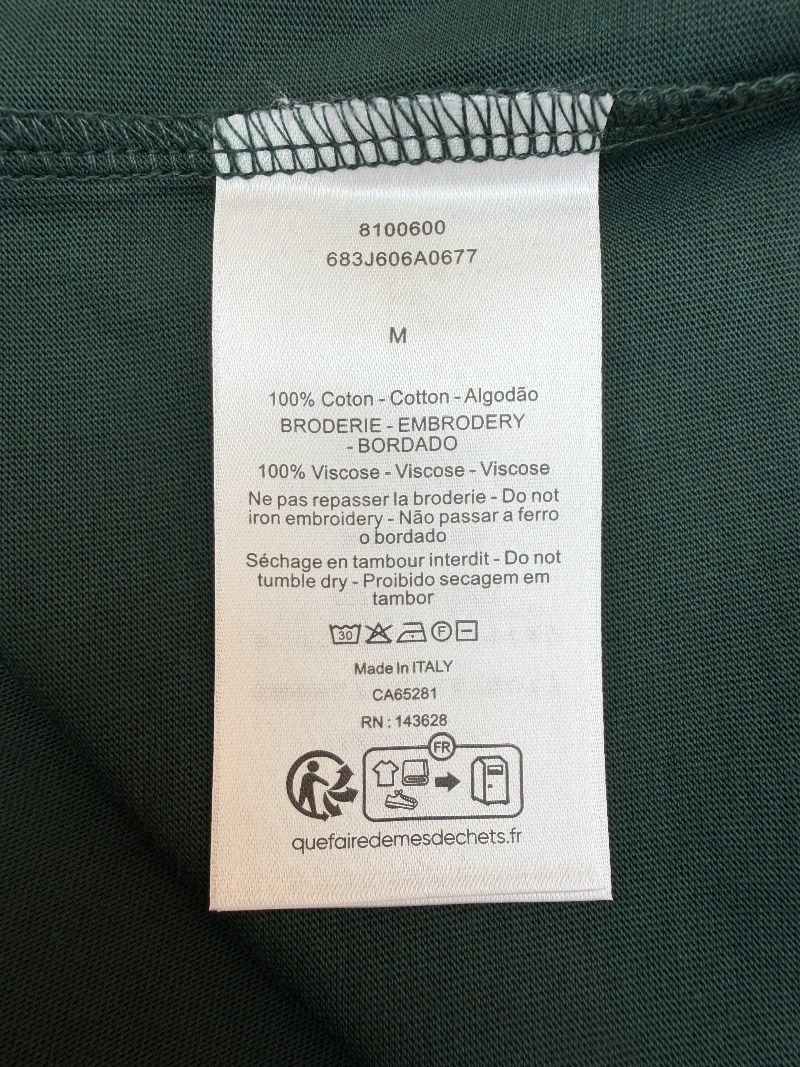 8100600
683J606A0677
M
100% Coton - Cotton - Algodão
BRODERIE - EMBRODERY
- BORDADO
100% Viscose - Viscose - Viscose
Ne pas repasser la broderie - Do not
iron embroidery - Não passar a ferro
o bordado
Séchage en tambour interdit - Do not
tumble dry - Proibido secagem em
tambor
30 F
Made In ITALY
CA65281
RN : 143628
FR
quefairedemesdechets.fr